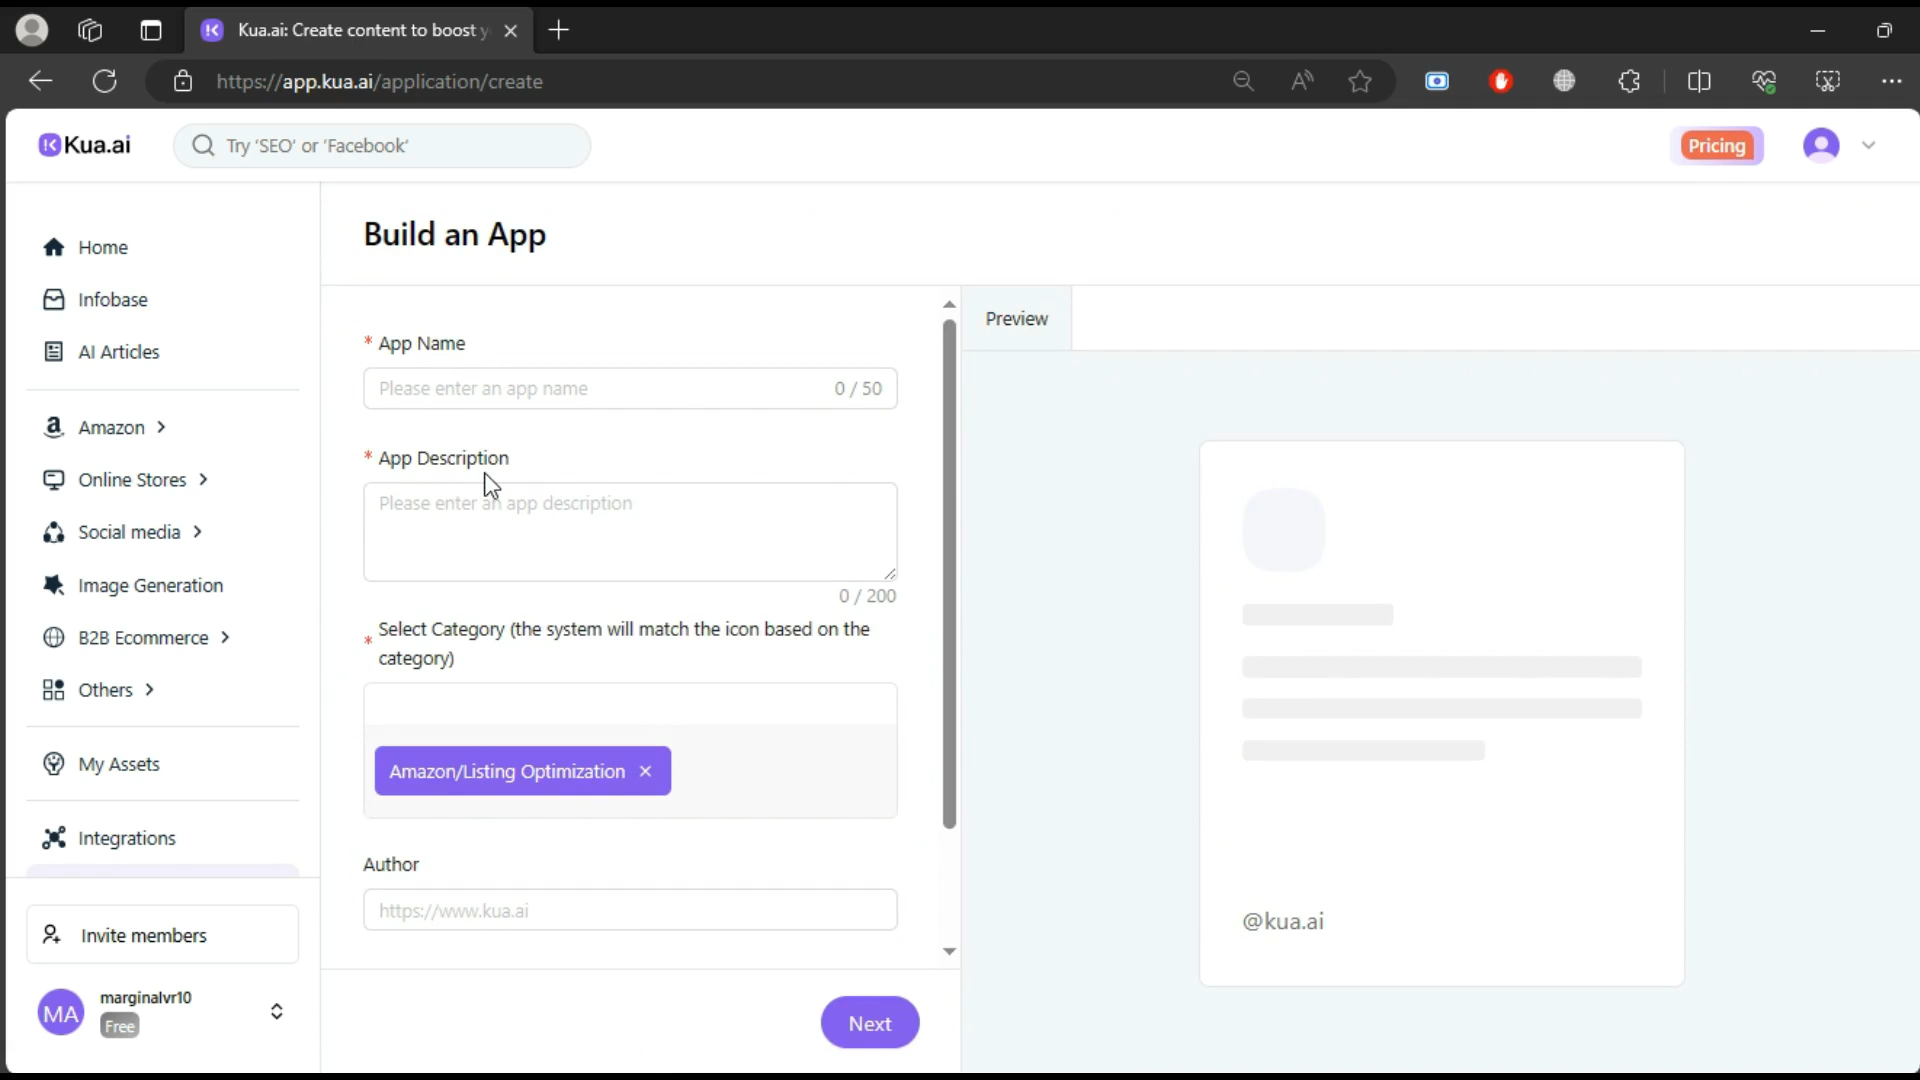 Kua.ai: Create content to boost y
https://app.kua.ai/application/create
Kua.ai
Try 'SEO' or 'Facebook'
Pricing
Home
Infobase
AI Articles
Amazon
Online Stores
Social media
Image Generation
B2B Ecommerce
Others
My Assets
Integrations
Invite members
MA
marginalvr10
Free
Build an App
* App Name
Please enter an app name
0 / 50
* App Description
Please enter an app description
0 / 200
* Select Category (the system will match the icon based on the
category)
Amazon/Listing Optimization
Author
https://www.kua.ai
Next
Preview
@kua.ai